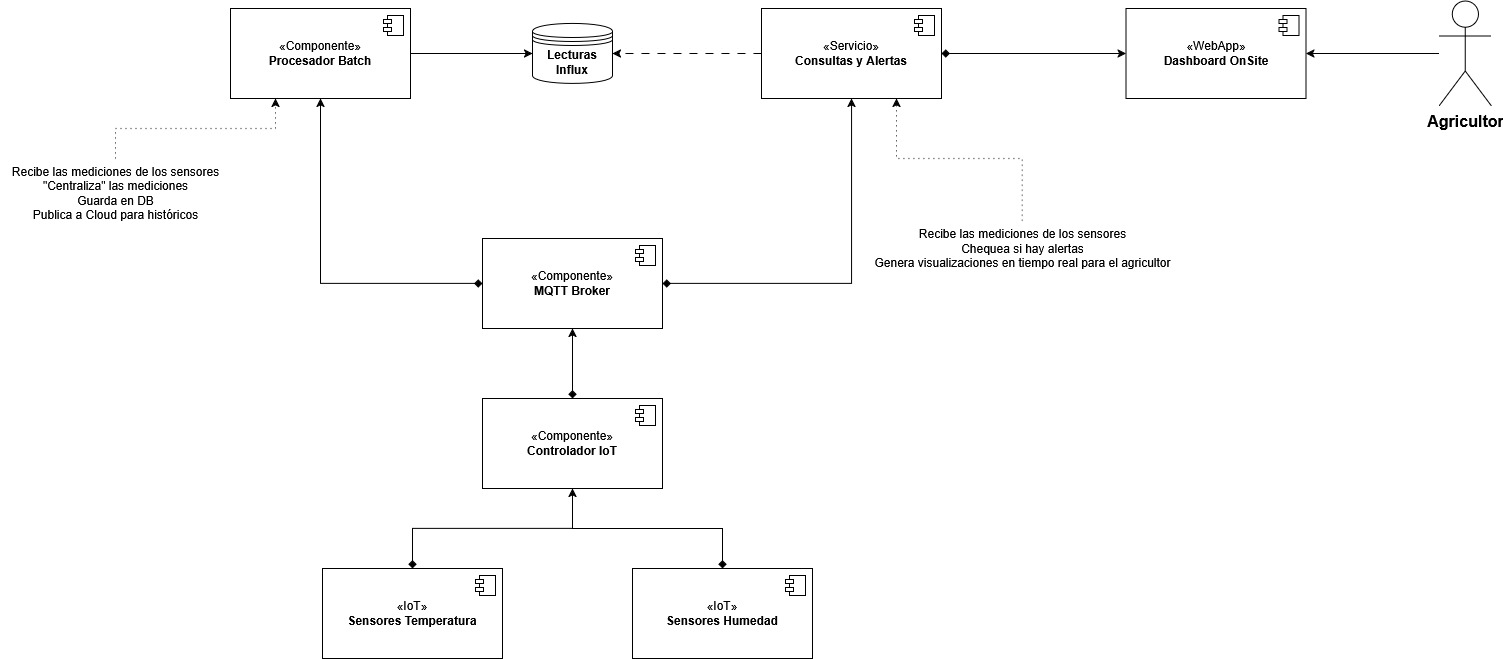 «Componente»
Procesador Batch
Lecturas
Influx
«Servicio»
Consultas y Alertas
«WebApp»
Dashboard OnSite
Agricultor
Recibe las mediciones de los sensores
"Centraliza" las mediciones
Guarda en DB
Publica a Cloud para históricos
Recibe las mediciones de los sensores
Chequea si hay alertas
Genera visualizaciones en tiempo real para el agricultor
«Componente»
MQTT Broker
«Componente»
Controlador IoT
«IoT»
Sensores Temperatura
«IoT»
Sensores Humedad